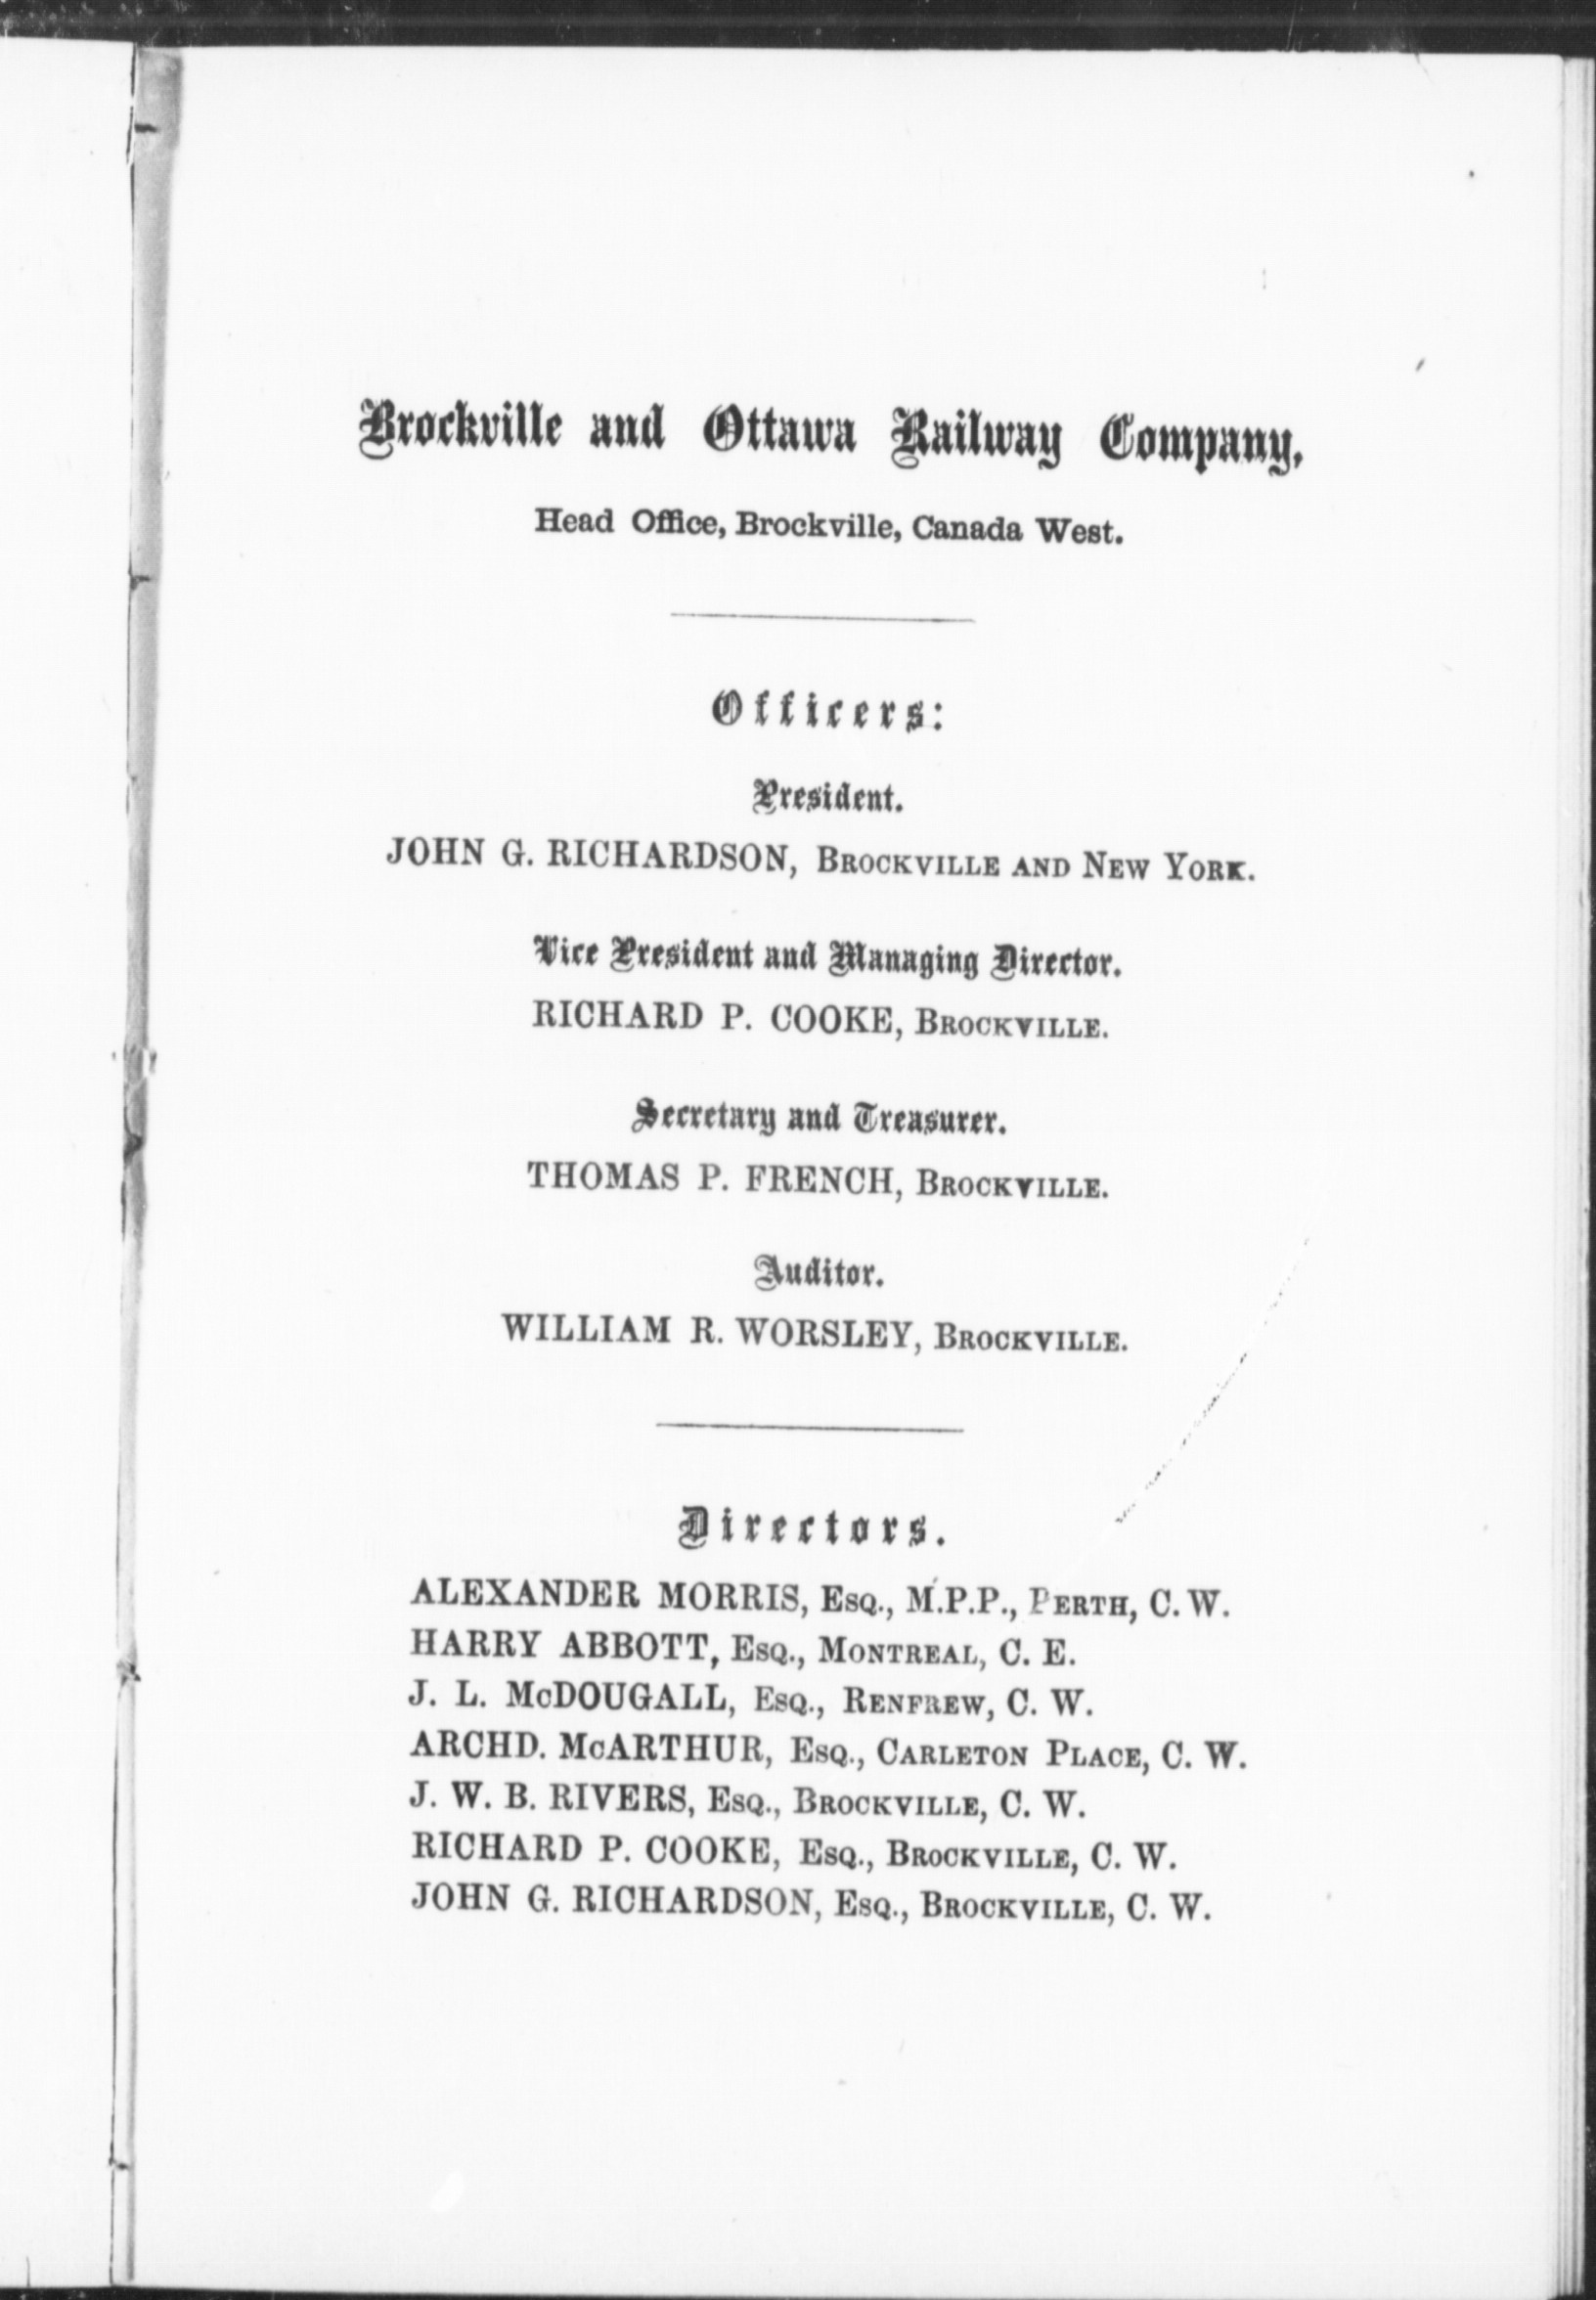 Brockville and Ottawa Railway Company,
Head Office, Brockville, Canada West.
Officers:
President.
JOHN G. RICHARDSON, BROCKVILLE AND NEW YORK.
Vice President and Managing Director.
RICHARD P. COOKE, BROCKVILLE.
Secretary and Treasurer.
THOMAS P. FRENCH, BROCKVILLE.
Auditor.
WILLIAM R. WORSLEY, BROCKVILLE.
Directors.
ALEXANDER MORRIS, ESQ., M.P.P., PERTH, C. W.
HARRY ABBOTT, ESQ., MONTREAL, C. E.
J. L. McDOUGALL, ESQ., RENFREW, C. W.
ARCHD. McARTHUR, ESQ., CARLETON PLACE, C. W.
J. W. B. RIVERS, ESQ., BROCKVILLE, C. W.
RICHARD P. COOKE, ESQ., BROCKVILLE, C. W.
JOHN G. RICHARDSON, ESQ., BROCKVILLE, C. W.